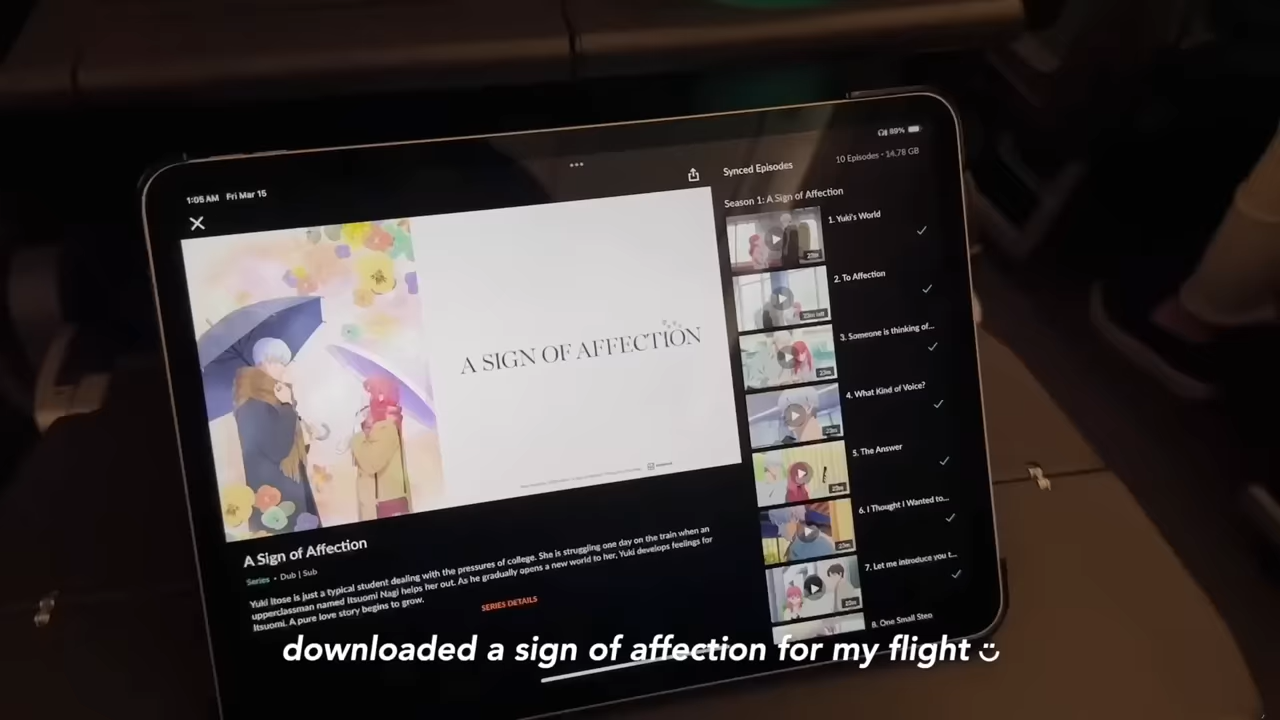 1:05 AM Fri Mar 15
89%
A SIGN OF AFFECTION
A Sign of Affection
Series • Dub | Sub
Yuki Itose is just a typical student dealing with the pressures of college. She is struggling one day on the train when an
upperclassman named Itsuomi Nagi helps her out. As he gradually opens a new world to her, Yuki develops feelings for
Itsuomi. A pure love story begins to grow.
SERIES DETAILS
Synced Episodes
10 Episodes • 14.78 GB
Season 1: A Sign of Affection
1. Yuki's World
23m
2. To Affection
3. Someone is thinking of...
23m
4. What Kind of Voice?
23m
5. The Answer
23m
6. I Thought I Wanted to...
23m
7. Let me introduce you t...
23m
8. One Small Step
downloaded a sign of affection for my flight